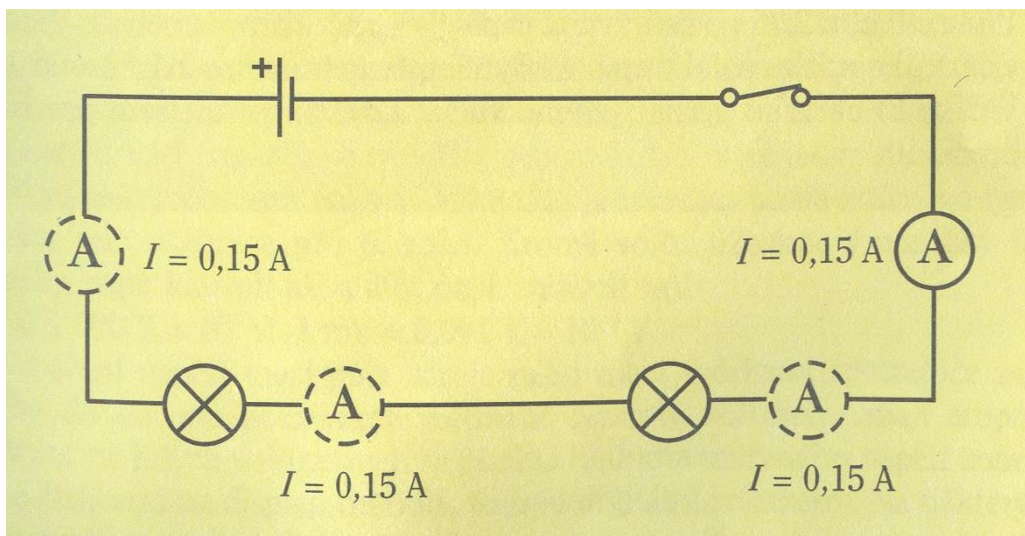 +
A I = 0,15 A
I = 0,15 A A
A
A
I = 0,15 A
I = 0,15 A